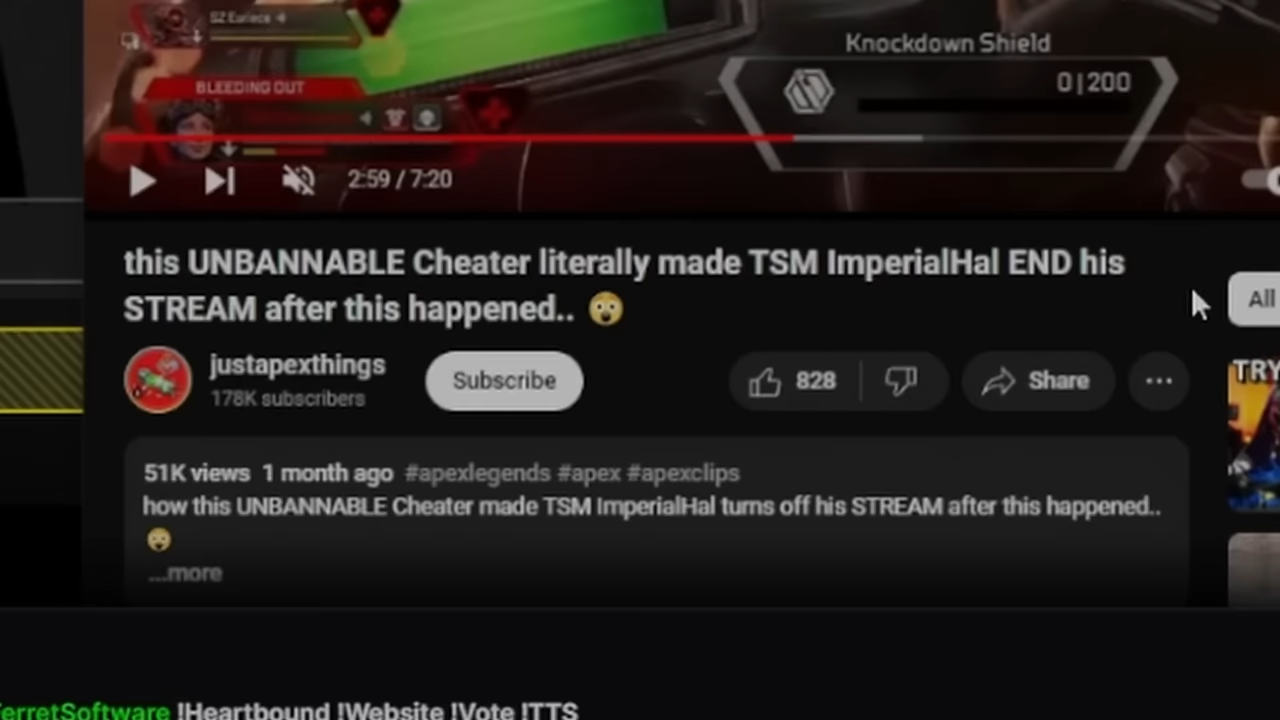 Knockdown Shield
0|200
BLEEDING OUT
2:59 / 7:20
this UNBANNABLE Cheater literally made TSM ImperialHal END his
STREAM after this happened.. 😲
justapexthings
178K subscribers
Subscribe
828
Share
All
TRY
51K views 1 month ago #apexlegends #apex #apexclips
how this UNBANNABLE Cheater made TSM ImperialHal turns off his STREAM after this happened..
😲
...more
erretSoftware !Heartbound !Website !Vote !TTS